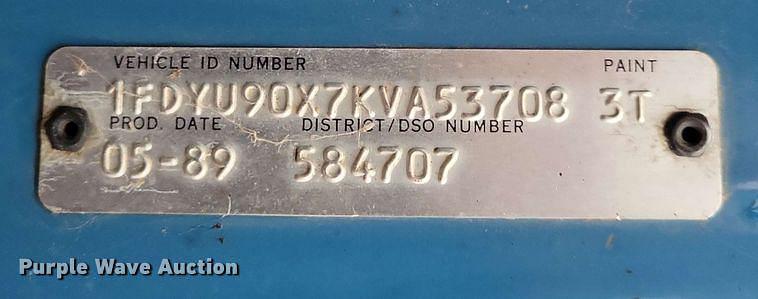 VEHICLE ID NUMBER PAINT
1FDYU90X7KVA53708 3T
PROD. DATE DISTRICT/DSO NUMBER
05-89 584707
Purple Wave Auction